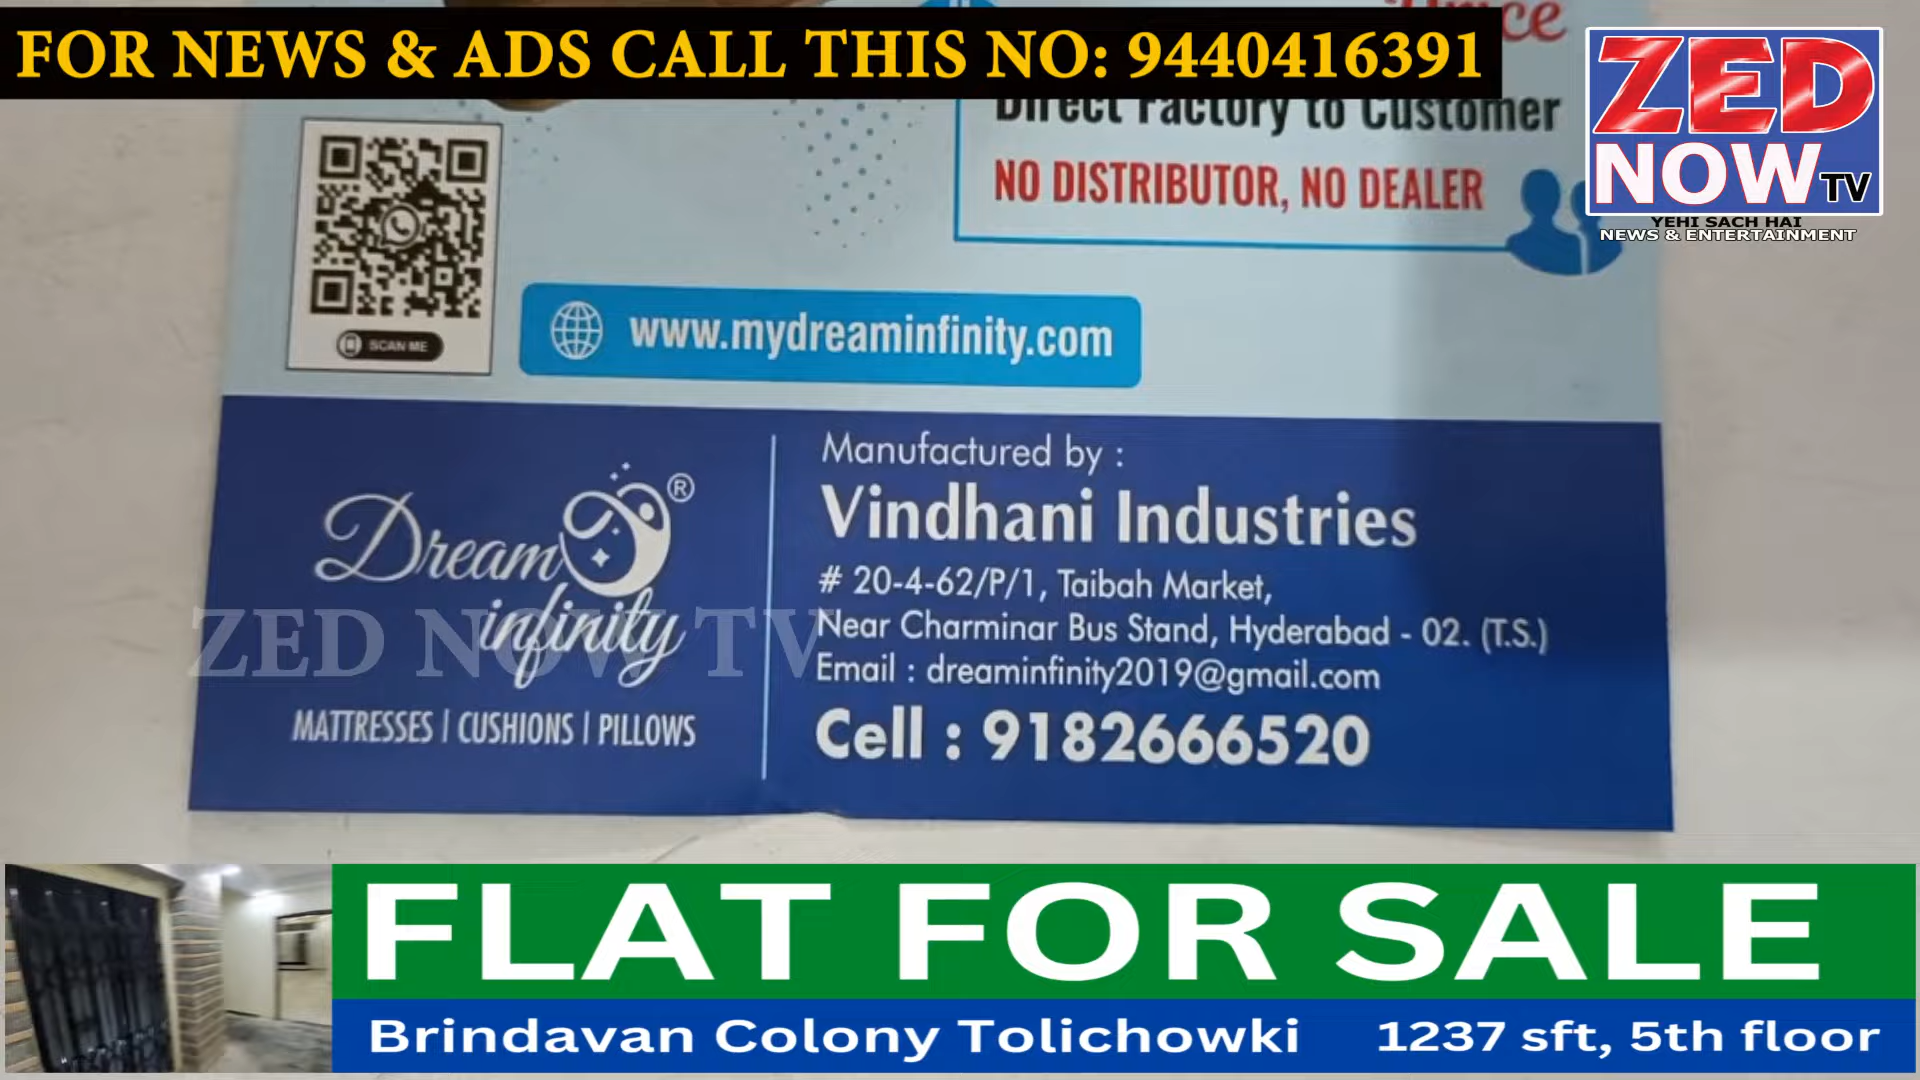 FOR NEWS & ADS CALL THIS NO: 9440416391
ZED
NOW TV
YEHI SACH HAI
NEWS & ENTERTAINMENT
Direct Factory to Customer
NO DISTRIBUTOR, NO DEALER
SCAN ME
www.mydreaminfinity.com
Dream infinity ®
MATTRESSES | CUSHIONS | PILLOWS
Manufactured by :
Vindhani Industries
# 20-4-62/P/1, Taibah Market,
Near Charminar Bus Stand, Hyderabad - 02. (T.S.)
Email : dreaminfinity2019@gmail.com
Cell : 9182666520
ZED NOW TV
FLAT FOR SALE
Brindavan Colony Tolichowki 1237 sft, 5th floor